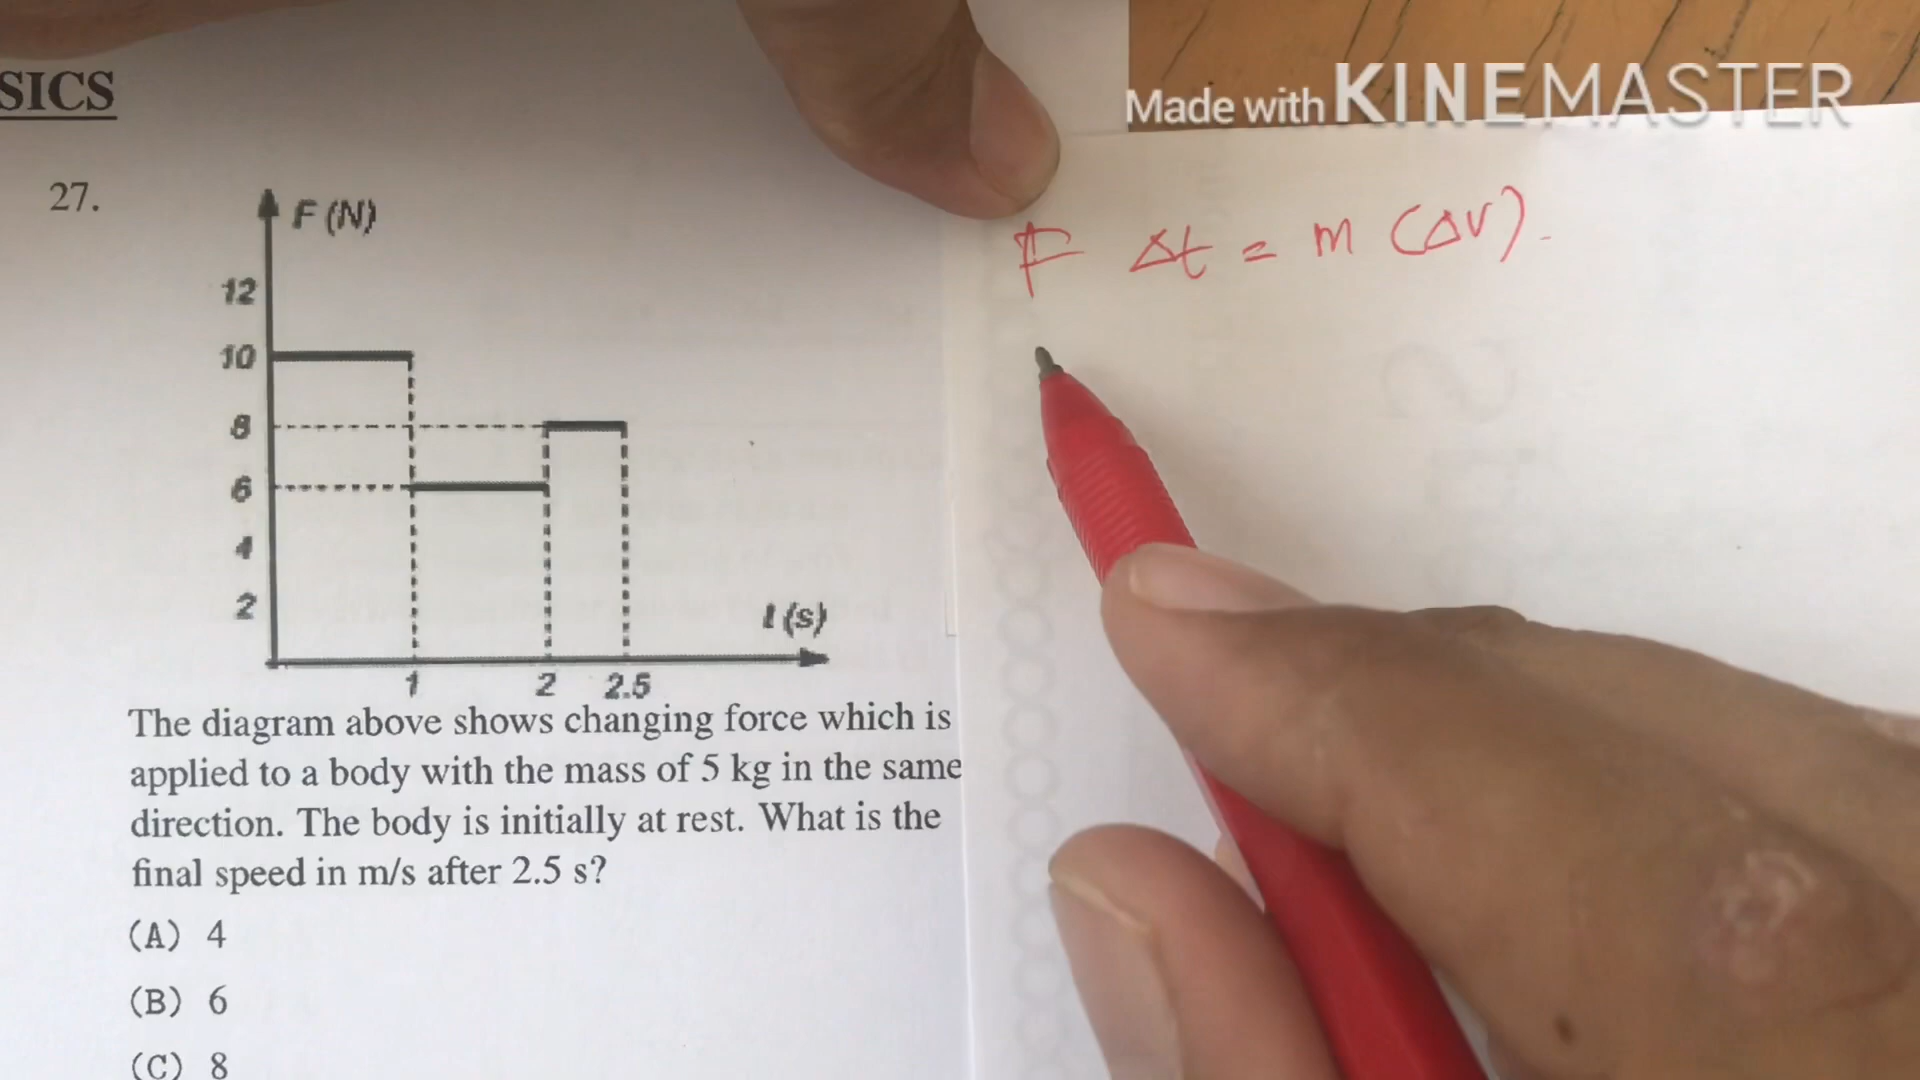 Made with KINEMASTER
SICS
27.
F (N)
12
10
8
6
4
2
t (s)
1 2 2.5
F Δt = m (ΔV).
The diagram above shows changing force which is
applied to a body with the mass of 5 kg in the same
direction. The body is initially at rest. What is the
final speed in m/s after 2.5 s?
(A) 4
(B) 6
(C) 8